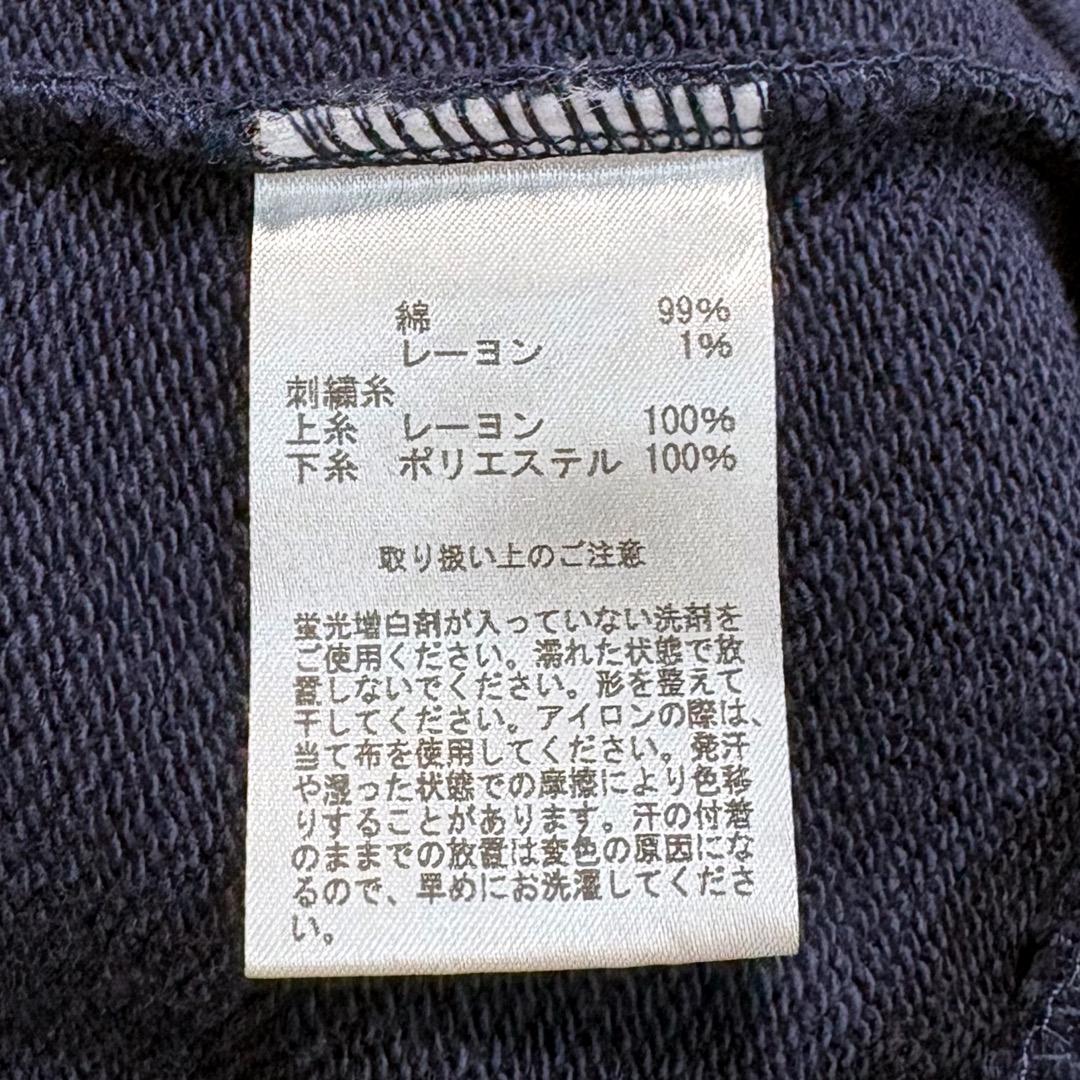 綿 99%
レーヨン 1%
刺繍糸
上糸 レーヨン 100%
下糸 ポリエステル 100%
取り扱い上のご注意
蛍光増白剤が入っていない洗剤を
ご使用ください。濡れた状態で放
置しないでください。形を整えて
干してください。アイロンの際は、
当て布を使用してください。発汗
や湿った状態での摩擦により色移
りすることがあります。汗の付着
のままでの放置は変色の原因にな
るので、早めにお洗濯してくださ
い。